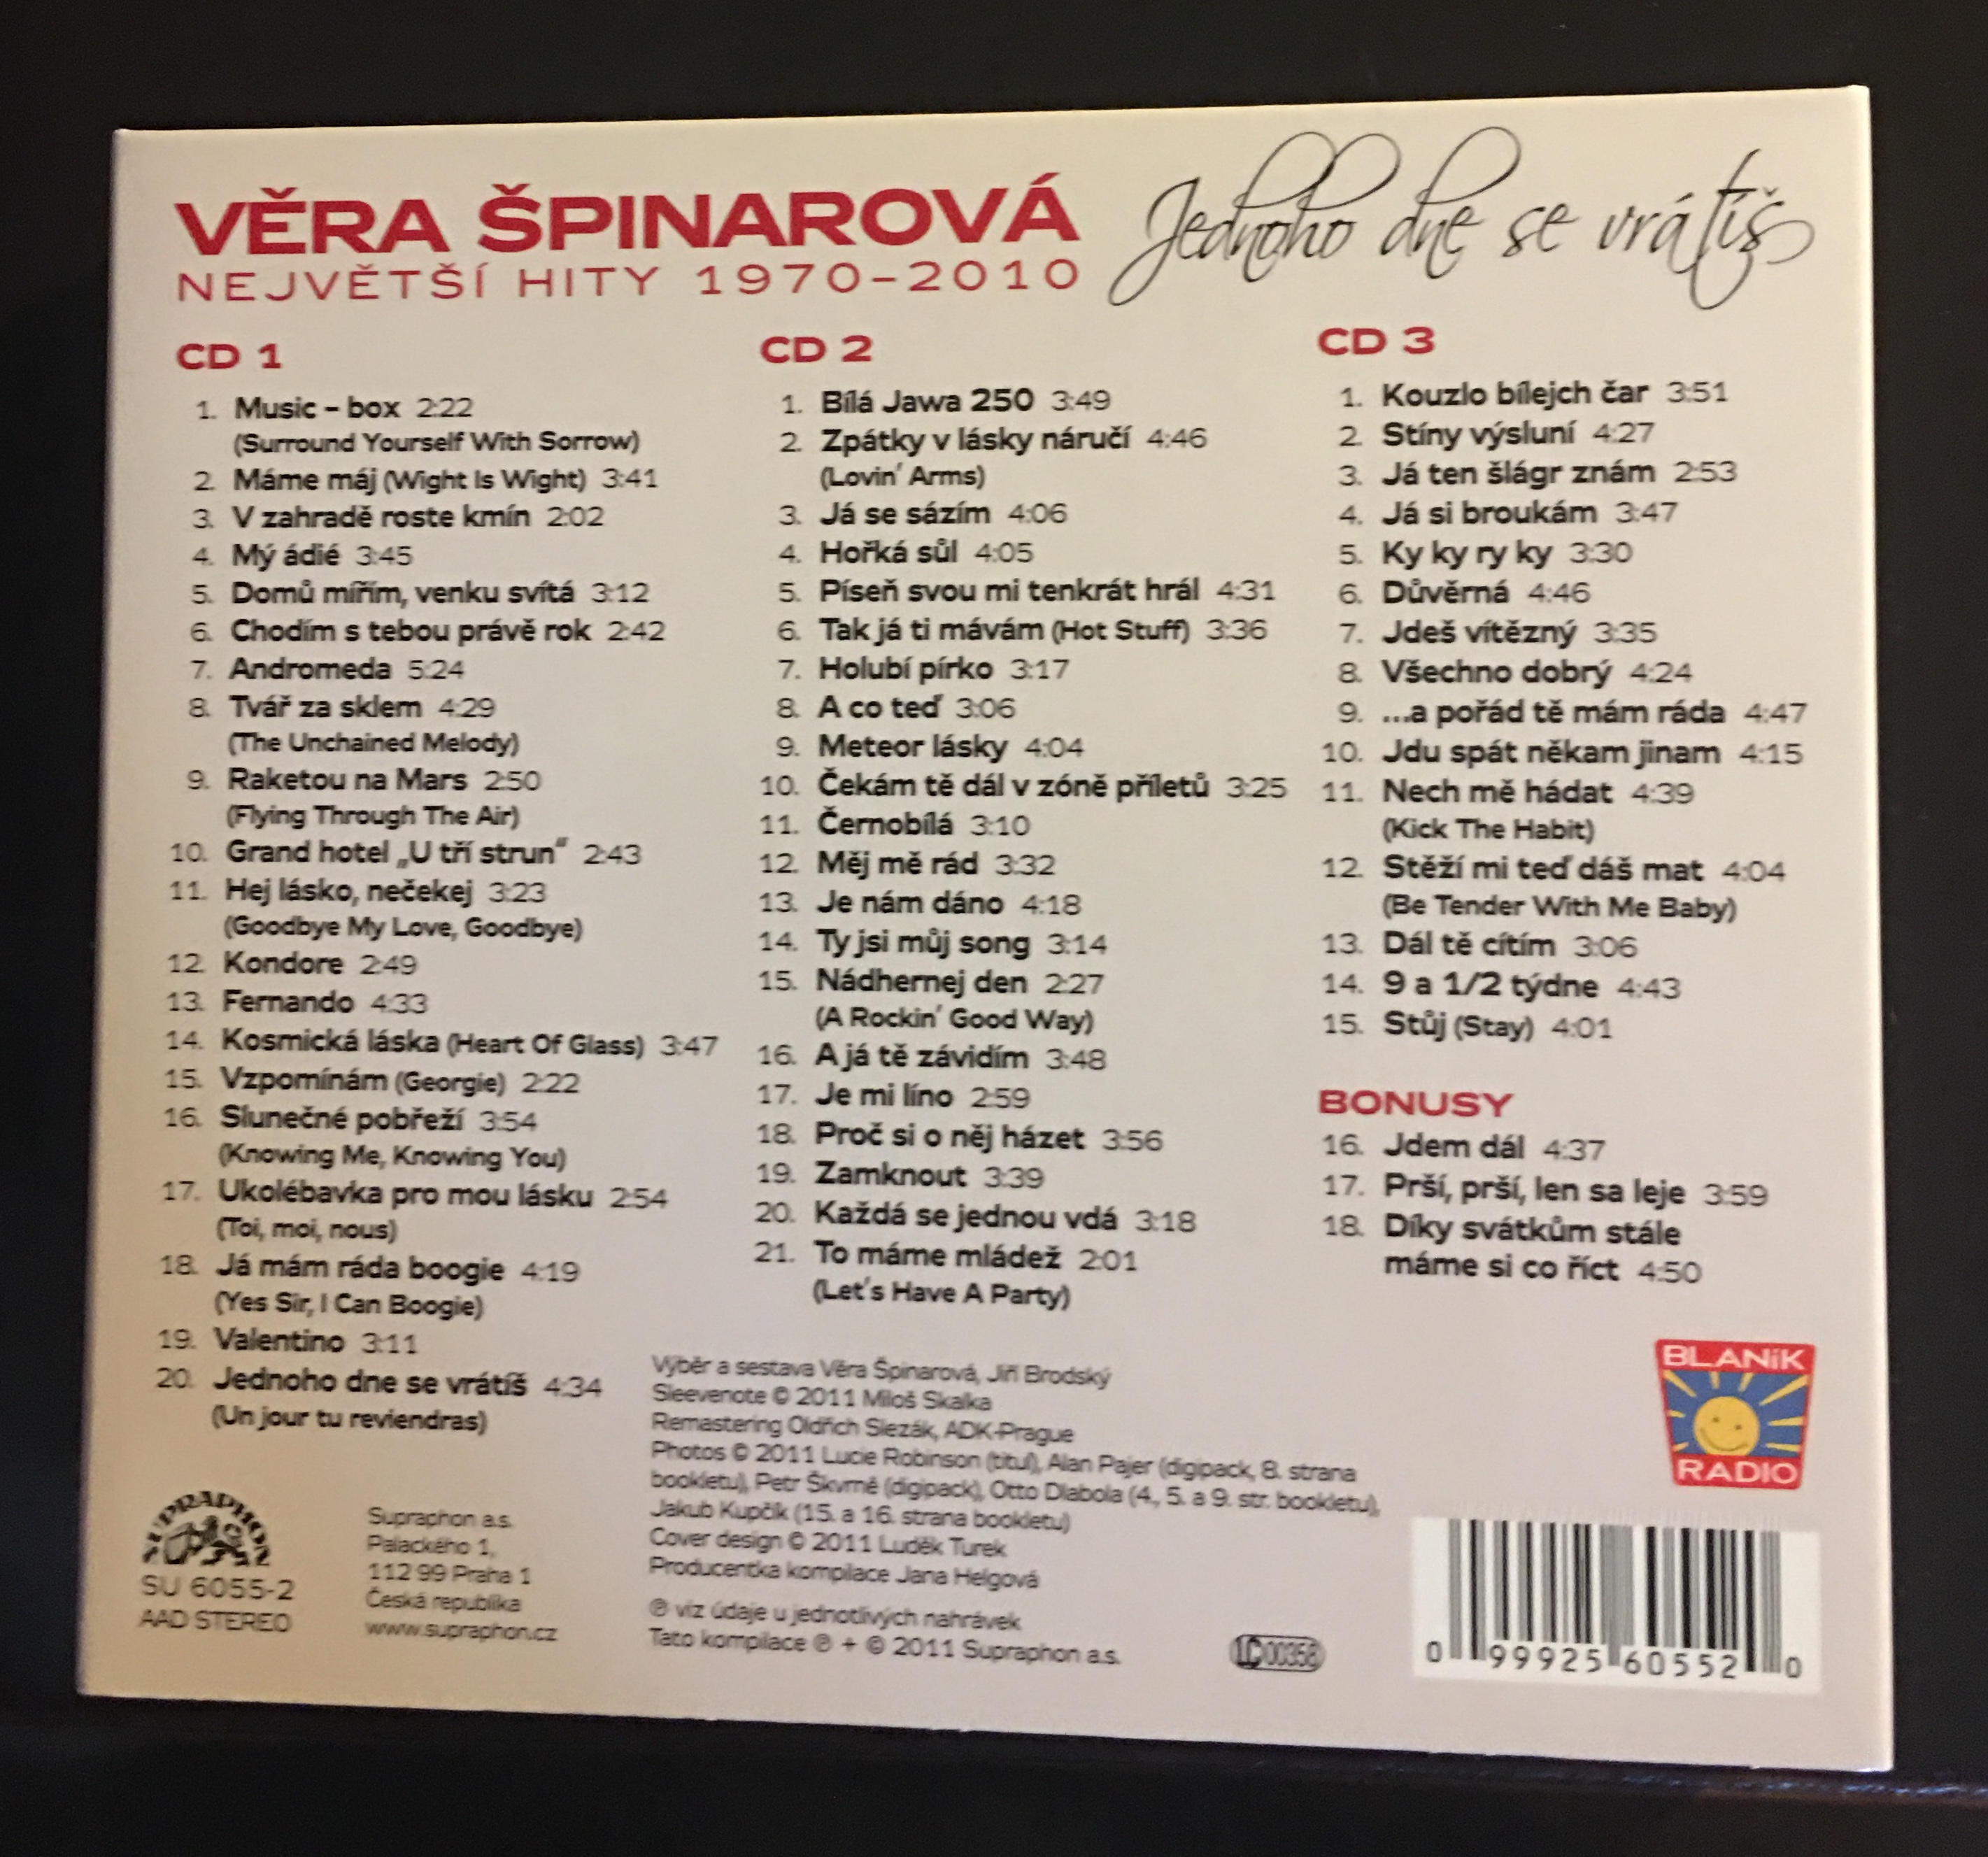 VĚRA ŠPINAROVÁ
NEJVĚTŠÍ HITY 1970–2010
Jednoho dne se vrátíš
CD 1
1. Music – box 2:22
(Surround Yourself With Sorrow)
2. Máme máj (Wight Is Wight) 3:41
3. V zahradě roste kmín 2:02
4. Mý ádié 3:45
5. Domů mířím, venku svítá 3:12
6. Chodím s tebou právě rok 2:42
7. Andromeda 5:24
8. Tvář za sklem 4:29
(The Unchained Melody)
9. Raketou na Mars 2:50
(Flying Through The Air)
10. Grand hotel „U tří strun“ 2:43
11. Hej lásko, nečekej 3:23
(Goodbye My Love, Goodbye)
12. Kondore 2:49
13. Fernando 4:33
14. Kosmická láska (Heart Of Glass) 3:47
15. Vzpomínám (Georgie) 2:22
16. Slunečné pobřeží 3:54
(Knowing Me, Knowing You)
17. Ukolébavka pro mou lásku 2:54
(Toi, moi, nous)
18. Já mám ráda boogie 4:19
(Yes Sir, I Can Boogie)
19. Valentino 3:11
20. Jednoho dne se vrátíš 4:34
(Un jour tu reviendras)
CD 2
1. Bílá Jawa 250 3:49
2. Zpátky v lásky náručí 4:46
(Lovin' Arms)
3. Já se sázím 4:06
4. Hořká sůl 4:05
5. Píseň svou mi tenkrát hrál 4:31
6. Tak já ti mávám (Hot Stuff) 3:36
7. Holubí pírko 3:17
8. A co teď 3:06
9. Meteor lásky 4:04
10. Čekám tě dál v zóně příletů 3:25
11. Černobílá 3:10
12. Měj mě rád 3:32
13. Je nám dáno 4:18
14. Ty jsi můj song 3:14
15. Nádhernej den 2:27
(A Rockin' Good Way)
16. A já tě závidím 3:48
17. Je mi líno 2:59
18. Proč si o něj házet 3:56
19. Zamknout 3:39
20. Každá se jednou vdá 3:18
21. To máme mládež 2:01
(Let's Have A Party)
CD 3
1. Kouzlo bílejch čar 3:51
2. Stíny výsluní 4:27
3. Já ten šlágr znám 2:53
4. Já si broukám 3:47
5. Ky ky ry ky 3:30
6. Důvěrná 4:46
7. Jdeš vítězný 3:35
8. Všechno dobrý 4:24
9. ...a pořád tě mám ráda 4:47
10. Jdu spát někam jinam 4:15
11. Nech mě hádat 4:39
(Kick The Habit)
12. Stěží mi teď dáš mat 4:04
(Be Tender With Me Baby)
13. Dál tě cítím 3:06
14. 9 a 1/2 týdne 4:43
15. Stůj (Stay) 4:01
BONUSY
16. Jdem dál 4:37
17. Prší, prší, len sa leje 3:59
18. Díky svátkům stále
máme si co říct 4:50
BLANíK
RADIO
Výběr a sestava Věra Špinarová, Jiří Brodský
Sleevenote © 2011 Miloš Skalka
Remastering Oldřich Slezák, ADK-Prague
Photos © 2011 Lucie Robinson (titul), Alan Pajer (digipack, 8. strana
bookletu), Petr Škvrně (digipack), Otto Dlabola (4., 5. a 9. str. bookletu),
Jakub Kupčík (15. a 16. strana bookletu)
Cover design © 2011 Luděk Turek
Producentka kompilace Jana Helgová
℗ viz údaje u jednotlivých nahrávek
Tato kompilace ℗ + © 2011 Supraphon a.s.
SUPRAPHON
SU 6055-2
AAD STEREO
Supraphon a.s.
Palackého 1,
112 99 Praha 1
Česká republika
www.supraphon.cz
LC 00358
0 99925 60552 0